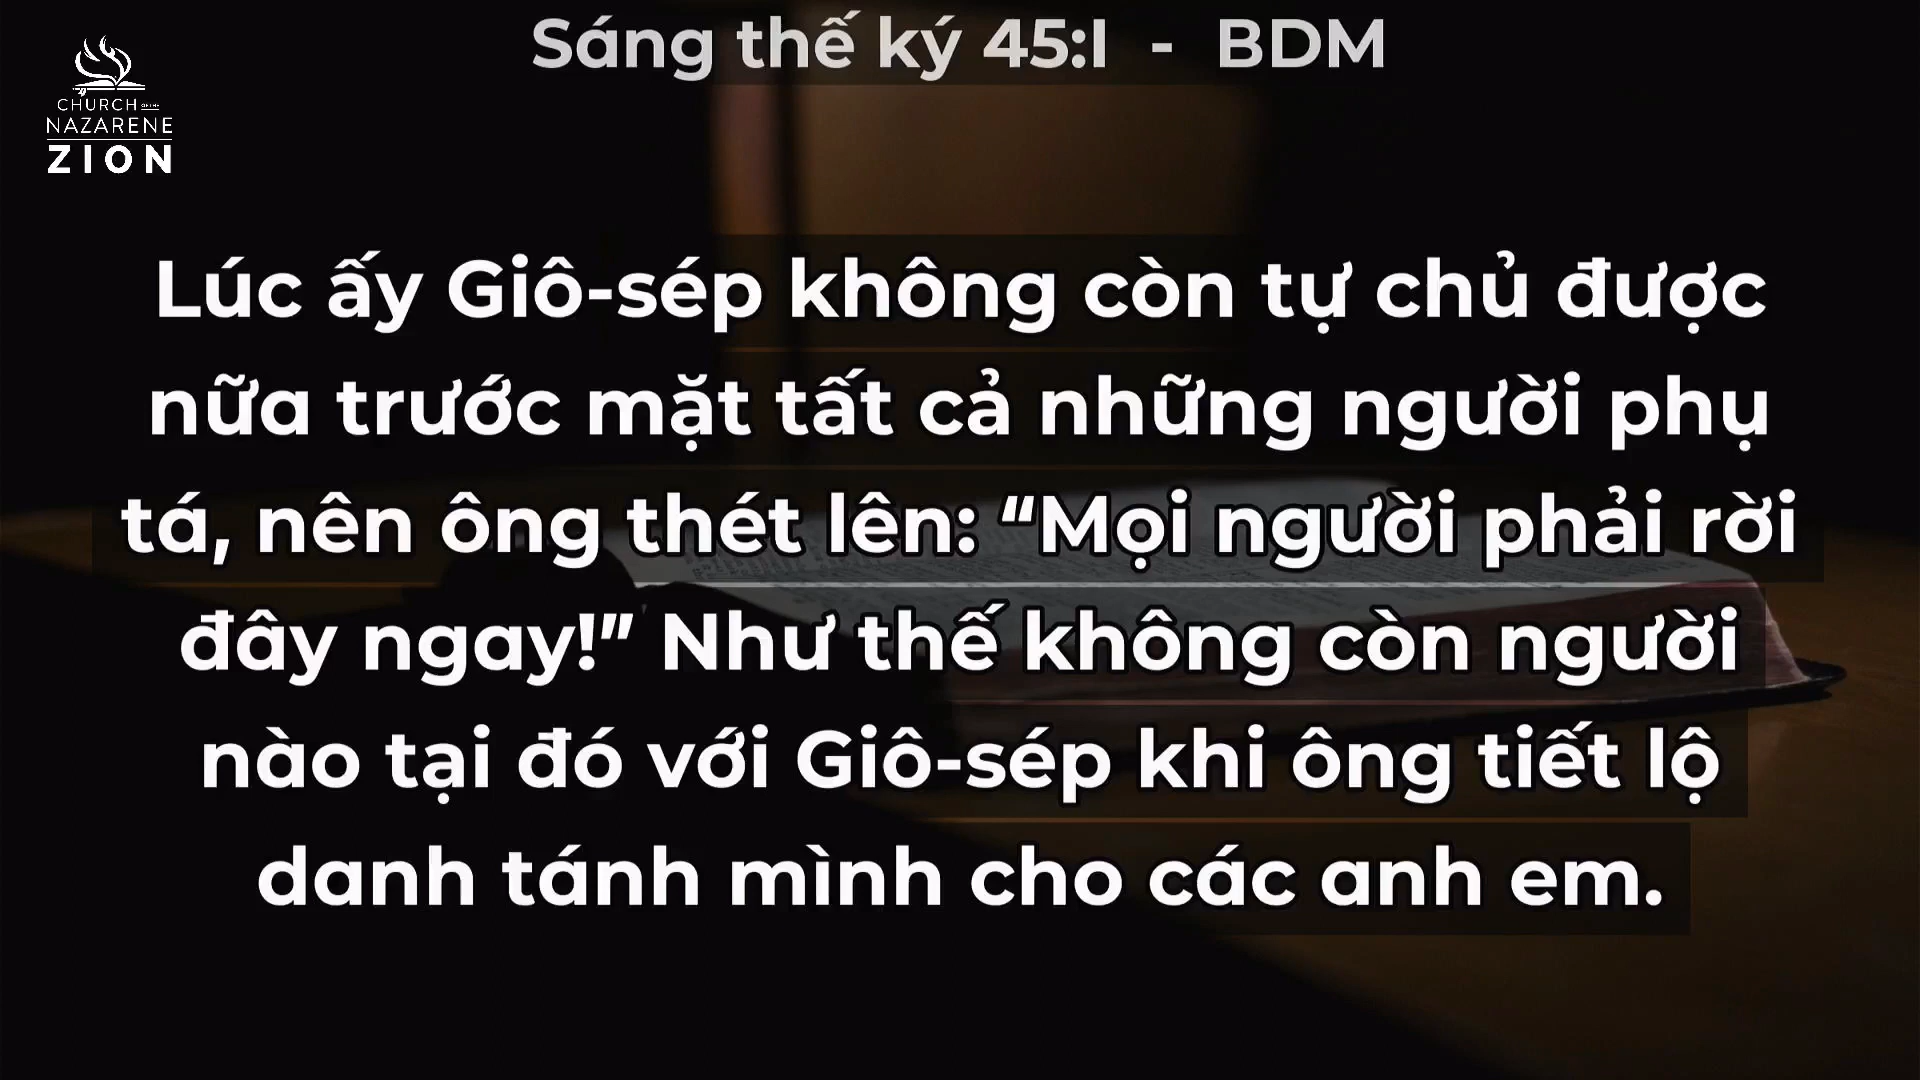 Sáng thế ký 45:1 - BDM
CHURCH OF THE
NAZARENE
ZION
Lúc ấy Giô-sép không còn tự chủ được
nữa trước mặt tất cả những người phụ
tá, nên ông thét lên: “Mọi người phải rời
đây ngay!” Như thế không còn người
nào tại đó với Giô-sép khi ông tiết lộ
danh tánh mình cho các anh em.